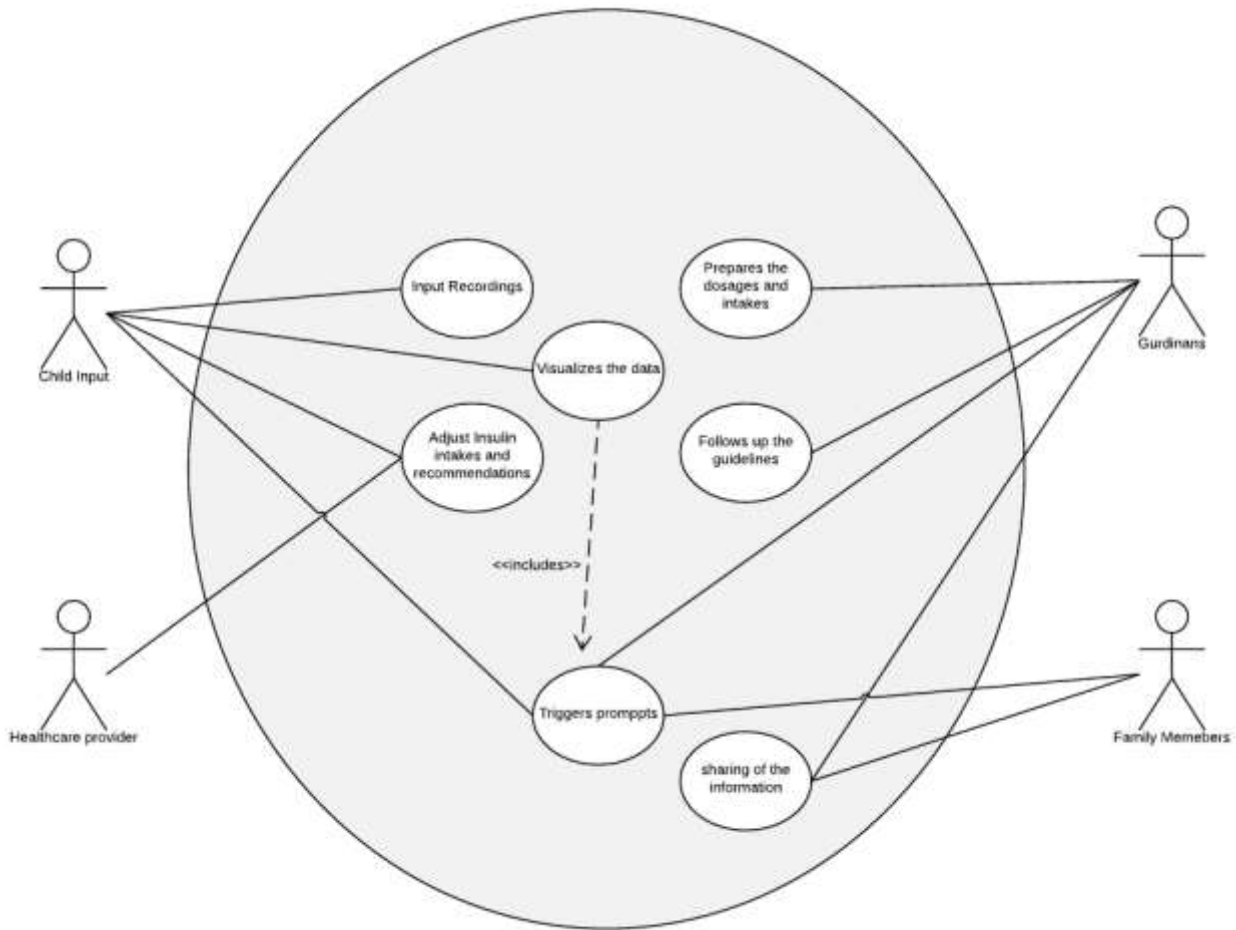 Input Recordings
Prepares the
dosages and
intakes
Gurdinans
Child Input
Visualizes the data
Adjust Insulin
intakes and
recommendations
Follows up the
guidelines
<<includes>>
Healthcare provider
Triggers promppts
Family Memebers
sharing of the
information